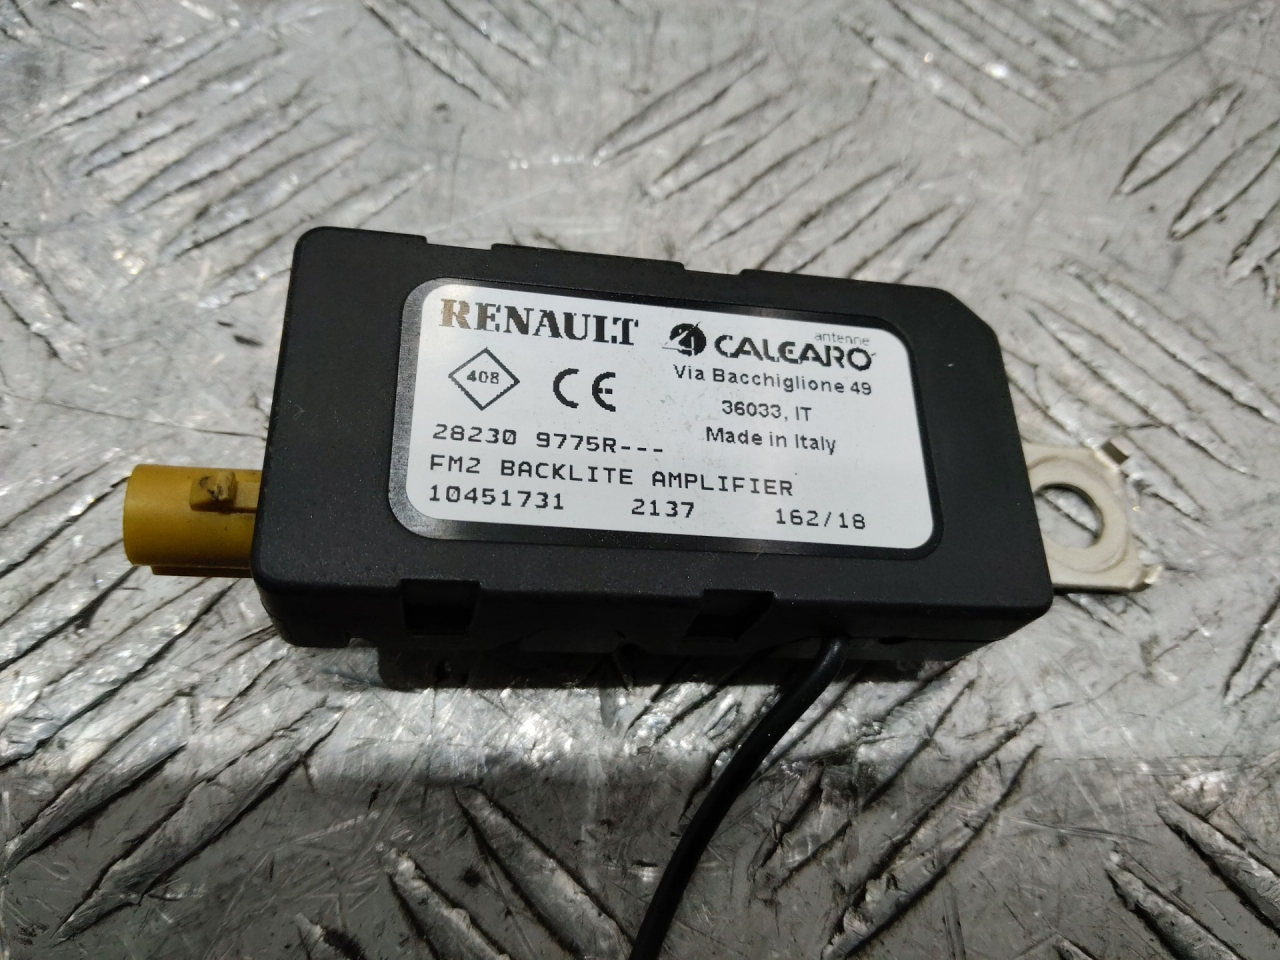 RENAULT
antenne
CALEARO
Via Bacchiglione 49
36033, IT
Made in Italy
408
CE
28230 9775R---
FM2 BACKLITE AMPLIFIER
10451731 2137 162/18